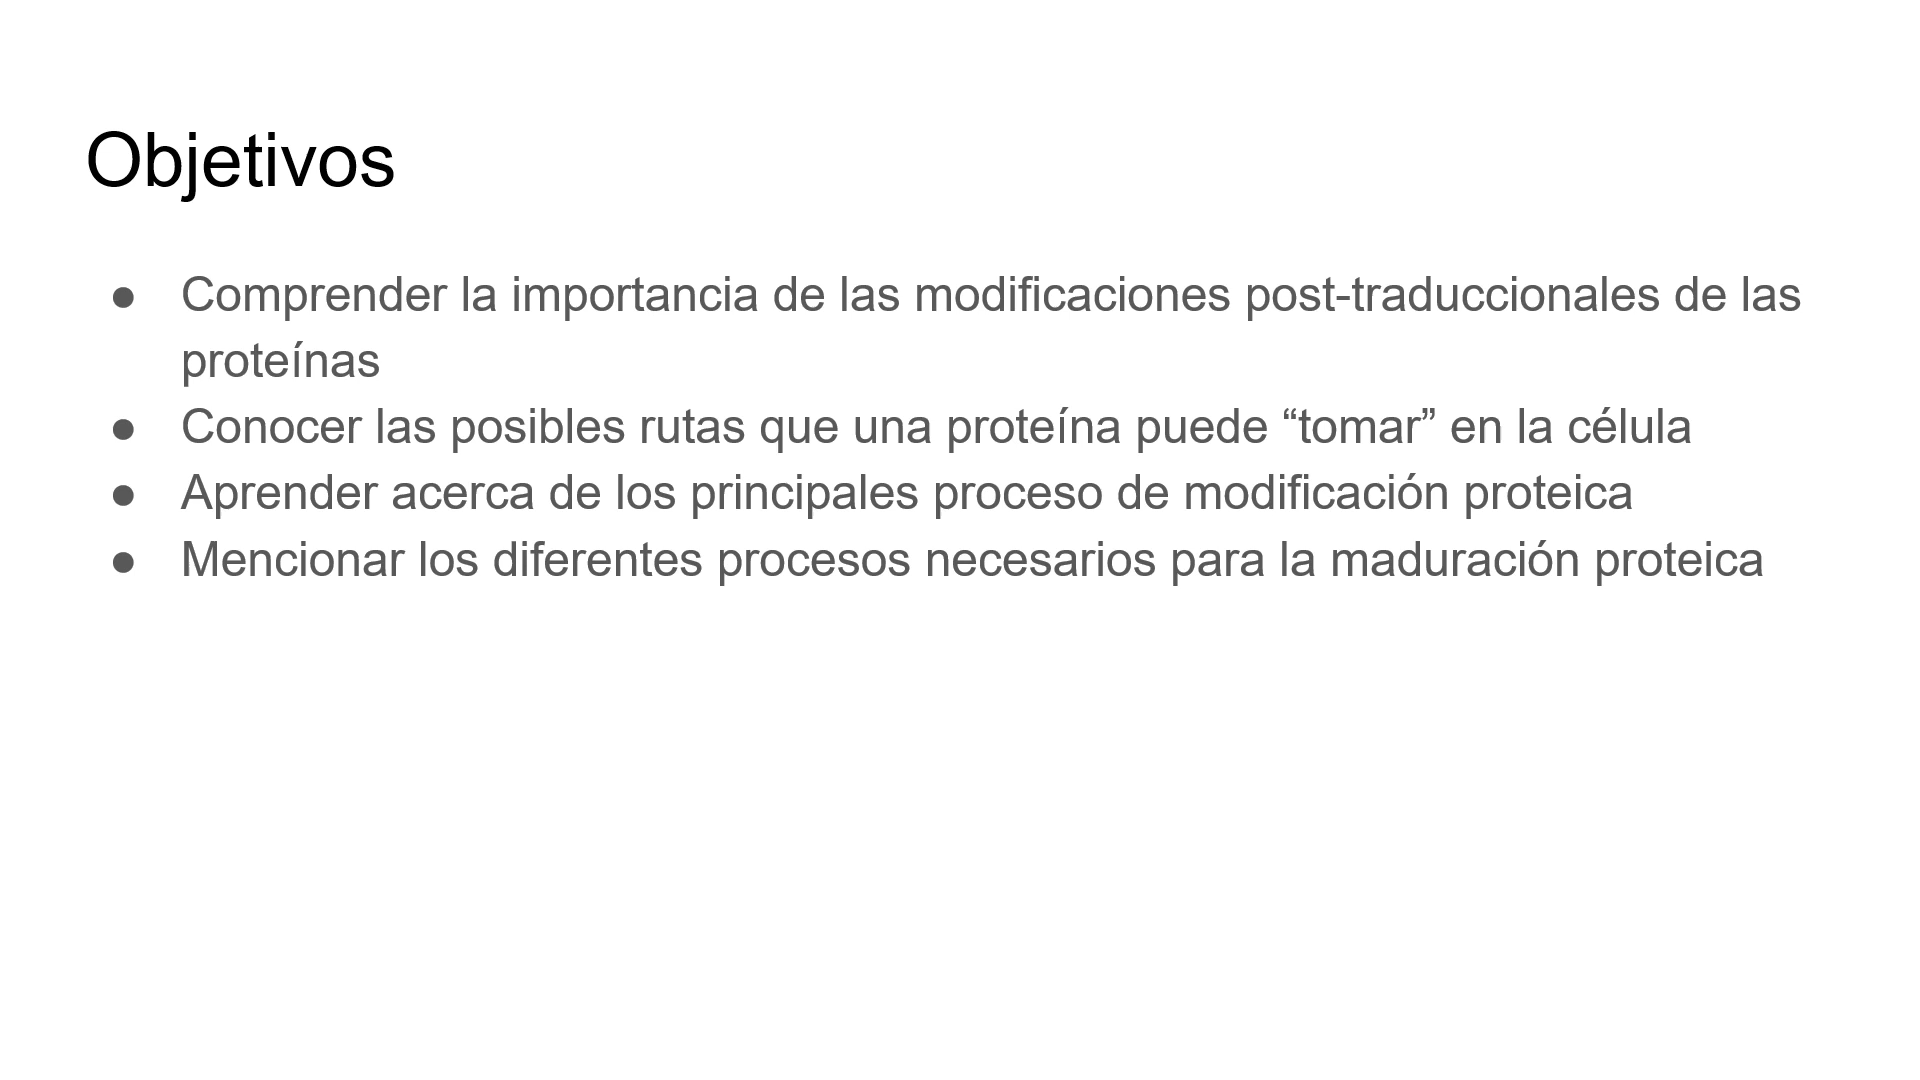 Objetivos
● Comprender la importancia de las modificaciones post-traduccionales de las
proteínas
● Conocer las posibles rutas que una proteína puede “tomar” en la célula
● Aprender acerca de los principales proceso de modificación proteica
● Mencionar los diferentes procesos necesarios para la maduración proteica